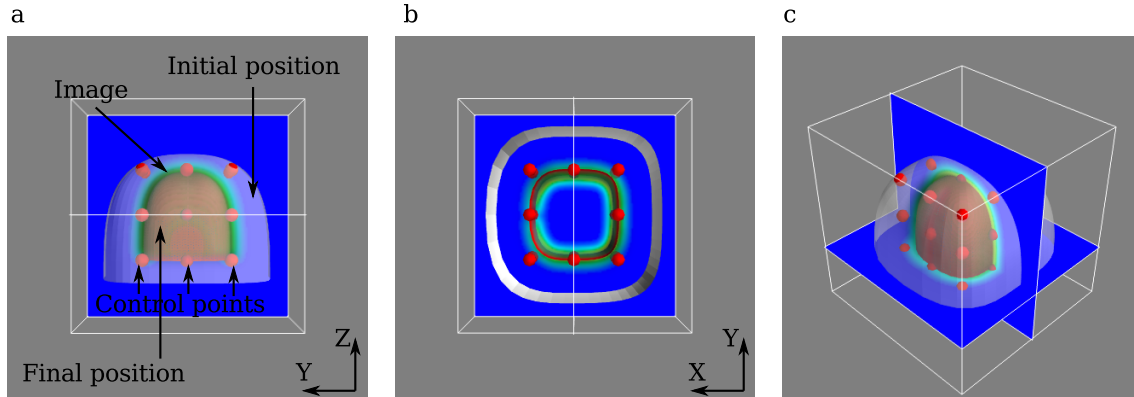 a
b
c
Initial position
Image
Control points
Final position
Z
Y
Y
X